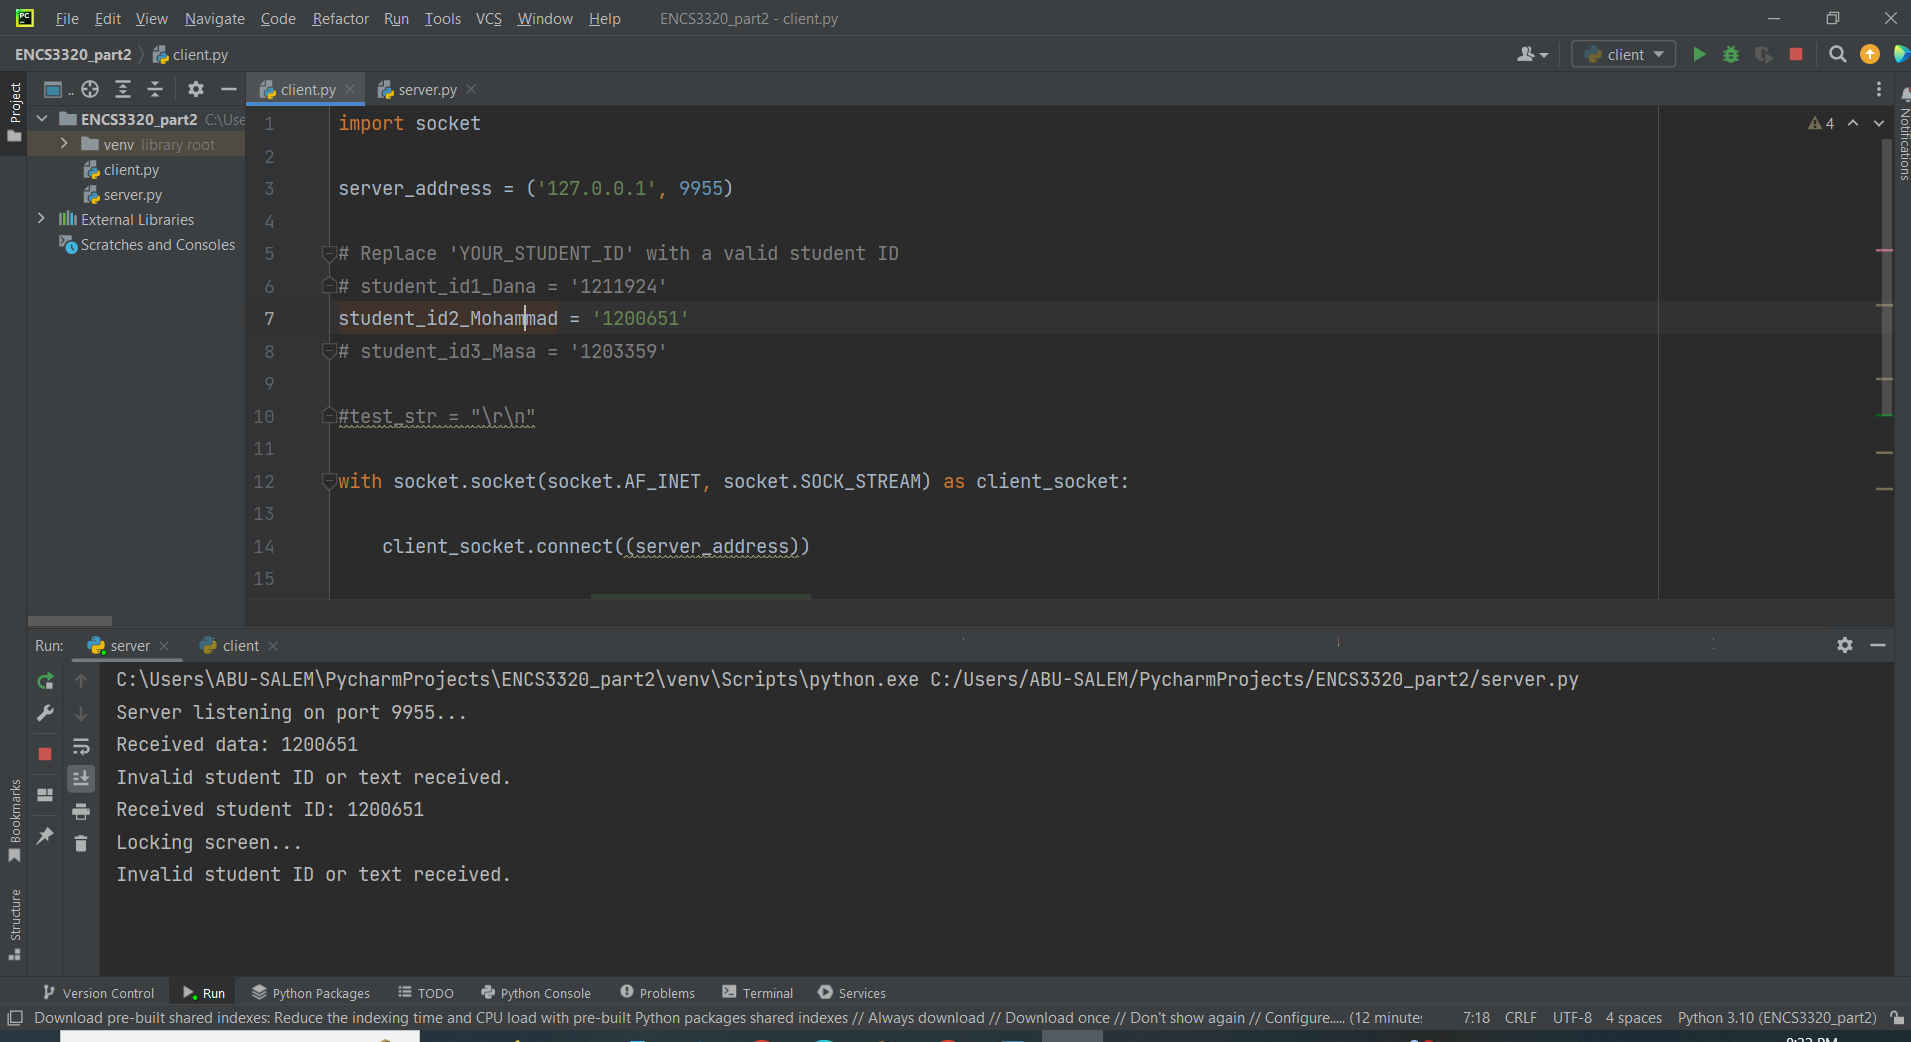 File Edit View Navigate Code Refactor Run Tools VCS Window Help ENCS3320_part2 - client.py
ENCS3320_part2 client.py client
Project
client.py server.py
ENCS3320_part2 C:\Use
venv library root
client.py
server.py
External Libraries
Scratches and Consoles
Notifications
4
1 import socket
2
3 server_address = ('127.0.0.1', 9955)
4
5 # Replace 'YOUR_STUDENT_ID' with a valid student ID
6 # student_id1_Dana = '1211924'
7 student_id2_Mohammad = '1200651'
8 # student_id3_Masa = '1203359'
9
10 #test_str = "\r\n"
11
12 with socket.socket(socket.AF_INET, socket.SOCK_STREAM) as client_socket:
13
14 client_socket.connect((server_address))
15
Run: server client
C:\Users\ABU-SALEM\PycharmProjects\ENCS3320_part2\venv\Scripts\python.exe C:/Users/ABU-SALEM/PycharmProjects/ENCS3320_part2/server.py
Server listening on port 9955...
Received data: 1200651
Invalid student ID or text received.
Received student ID: 1200651
Locking screen...
Invalid student ID or text received.
Bookmarks
Structure
Version Control Run Python Packages TODO Python Console Problems Terminal Services
Download pre-built shared indexes: Reduce the indexing time and CPU load with pre-built Python packages shared indexes // Always download // Download once // Don't show again // Configure..... (12 minutes 7:18 CRLF UTF-8 4 spaces Python 3.10 (ENCS3320_part2)